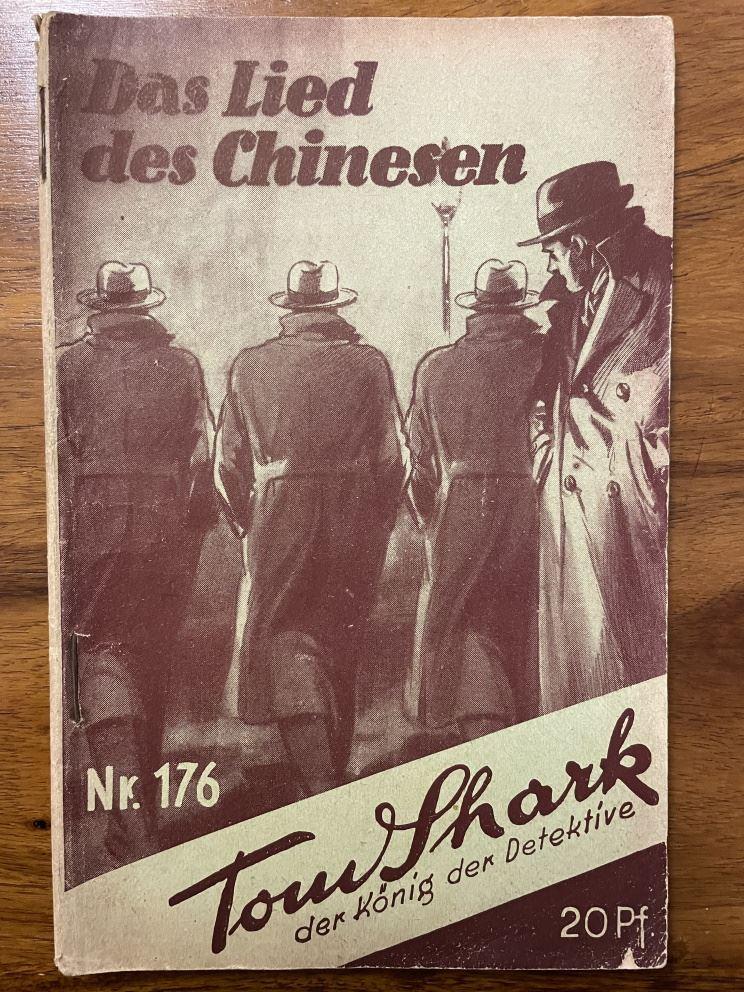 Das Lied
des Chinesen
Nr. 176
Tom Shark
der König der Detektive
20 Pf.